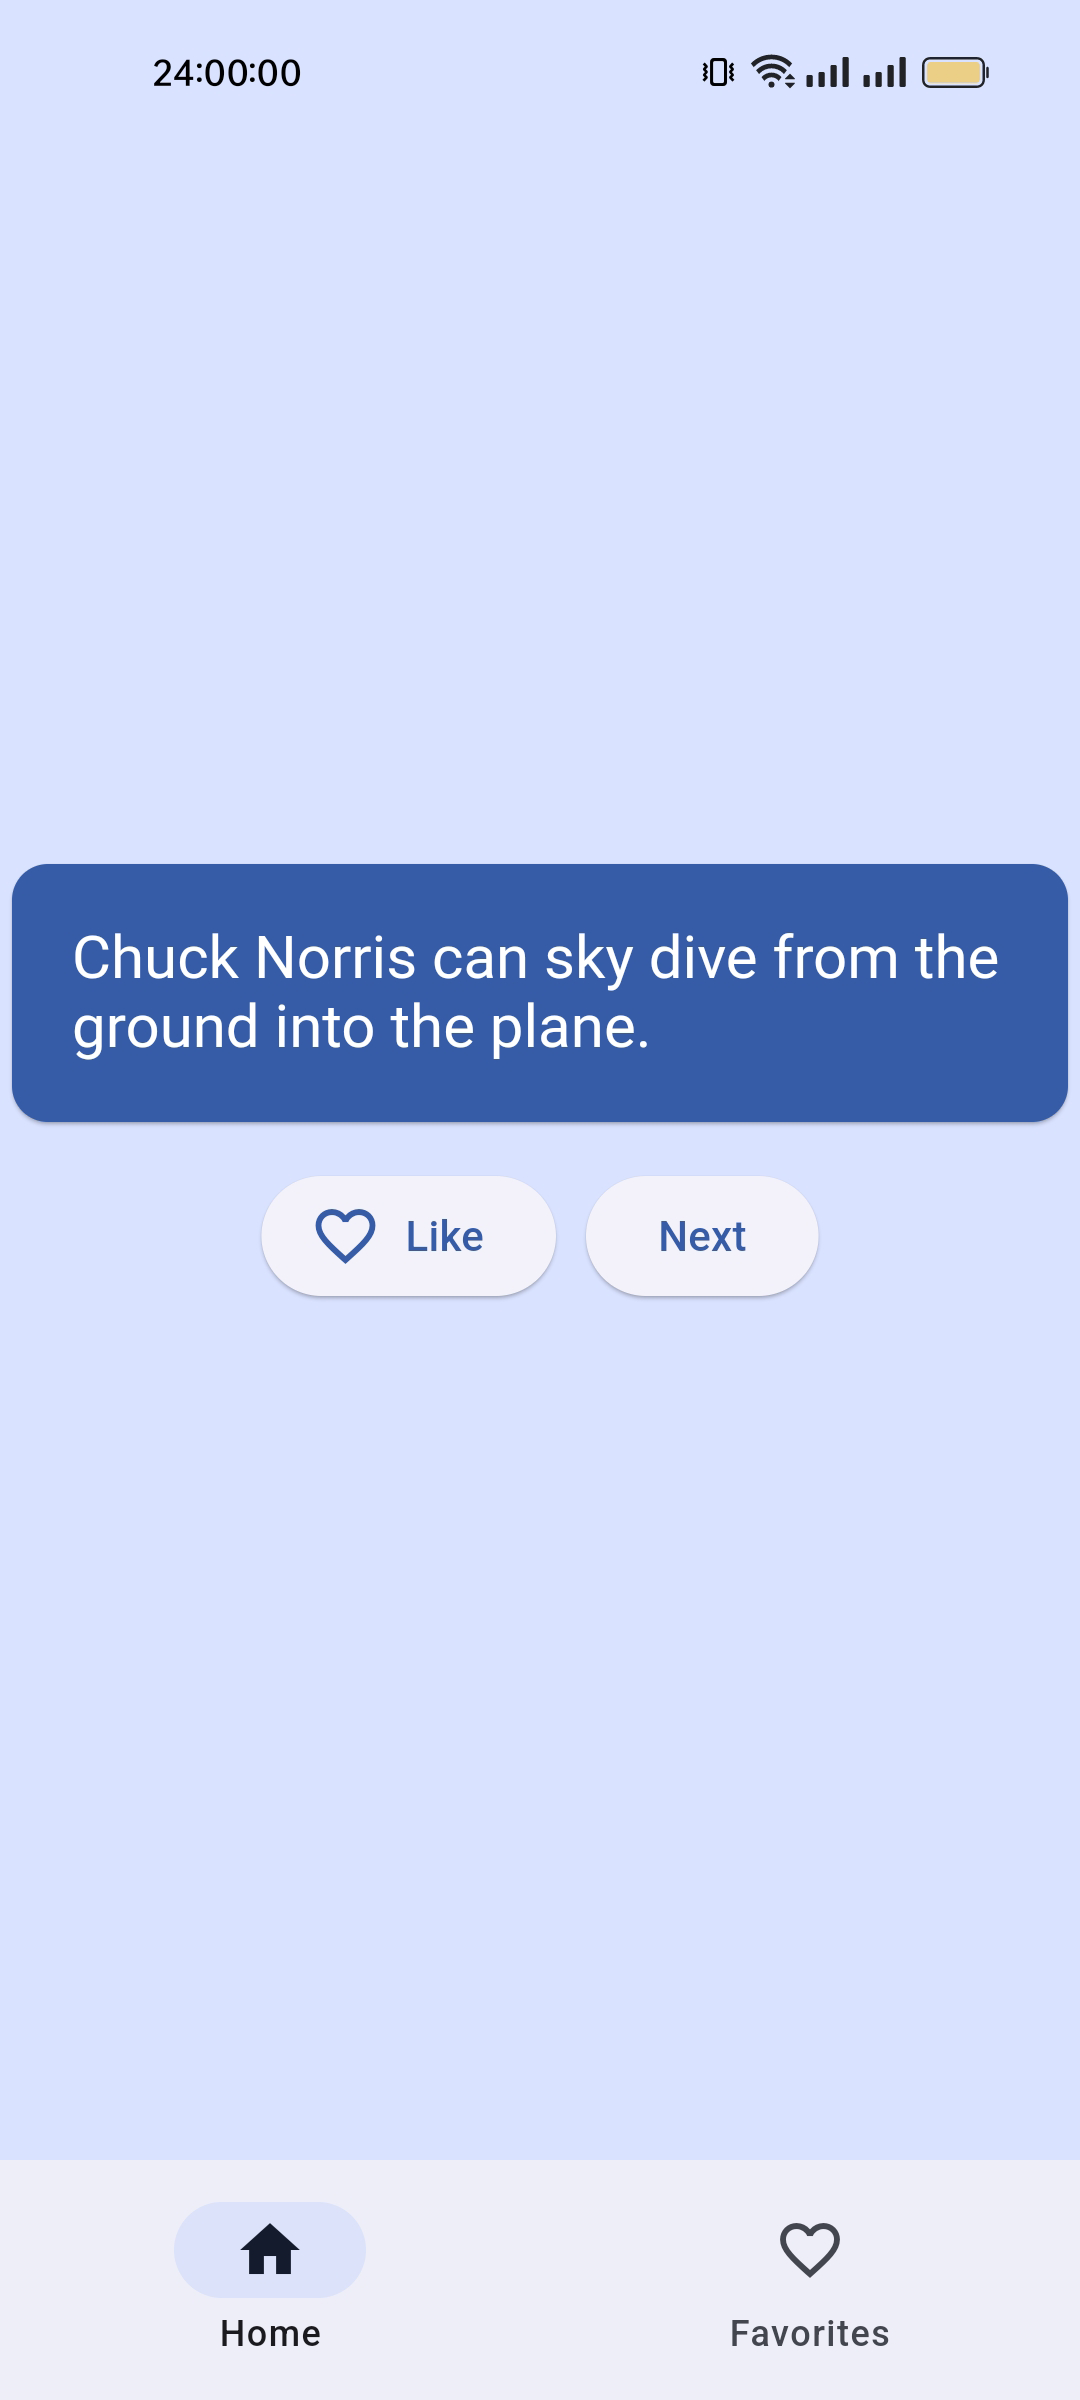 24:00:00
Chuck Norris can sky dive from the
ground into the plane.
Like
Next
Home
Favorites